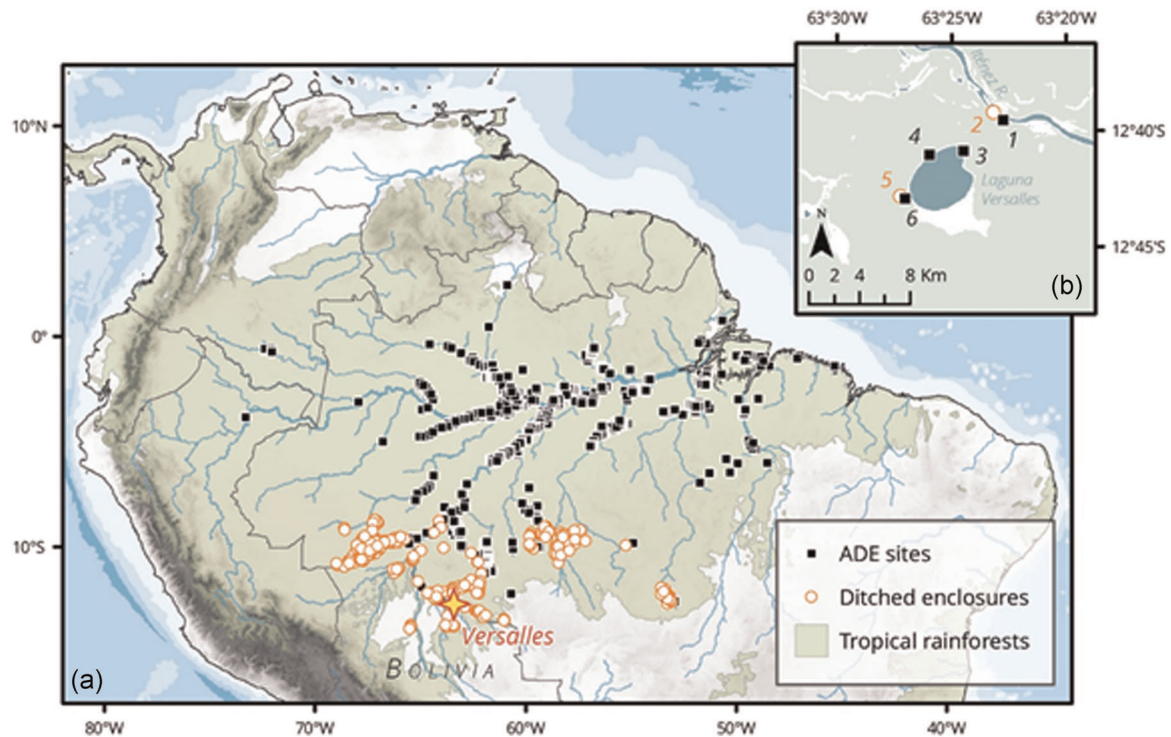 63°30'W 63°25'W 63°20'W
Iténez R.
2
1
12°40'S
4
3
5
Laguna
Versalles
6
12°45'S
N
0 2 4 8 Km
(b)
10°N
0°
10°S
ADE sites
Ditched enclosures
Tropical rainforests
Versalles
BOLIVIA
(a)
80°W 70°W 60°W 50°W 40°W